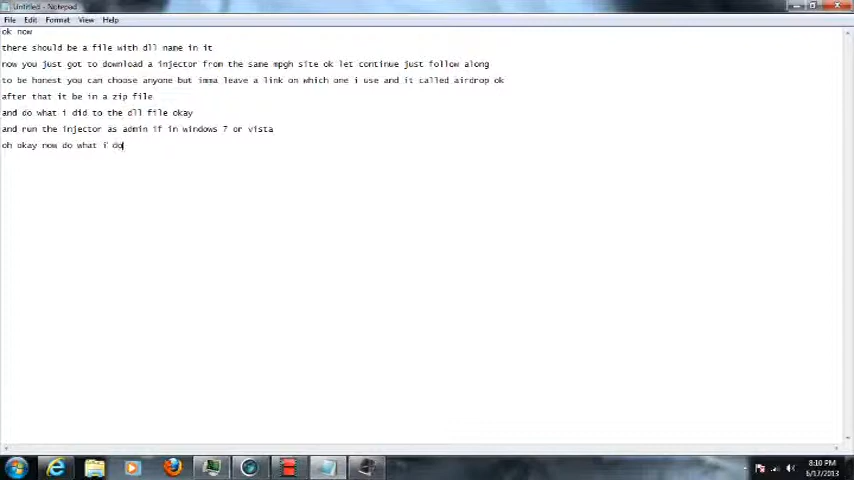 Untitled - Notepad
File Edit Format View Help
ok now
there should be a file with dll name in it
now you just got to download a injector from the same mpgh site ok let continue just follow along
to be honest you can choose anyone but imma leave a link on which one i use and it called airdrop ok
after that it be in a zip file
and do what i did to the dll file okay
and run the injector as admin if in windows 7 or vista
oh okay now do what i do
8:10 PM
6/17/2013